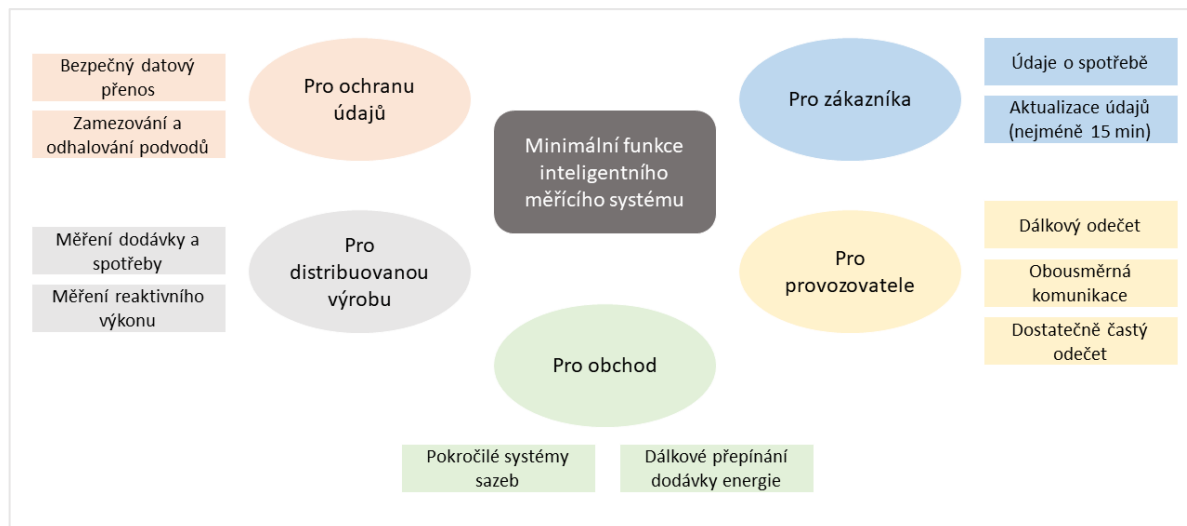 Bezpečný datový
přenos
Zamezování a
odhalování podvodů
Pro ochranu
údajů
Minimální funkce
inteligentního
měřícího systému
Pro zákazníka
Údaje o spotřebě
Aktualizace údajů
(nejméně 15 min)
Měření dodávky a
spotřeby
Měření reaktivního
výkonu
Pro
distribuovanou
výrobu
Pro
provozovatele
Dálkový odečet
Obousměrná
komunikace
Dostatečně častý
odečet
Pro obchod
Pokročilé systémy
sazeb
Dálkové přepínání
dodávky energie